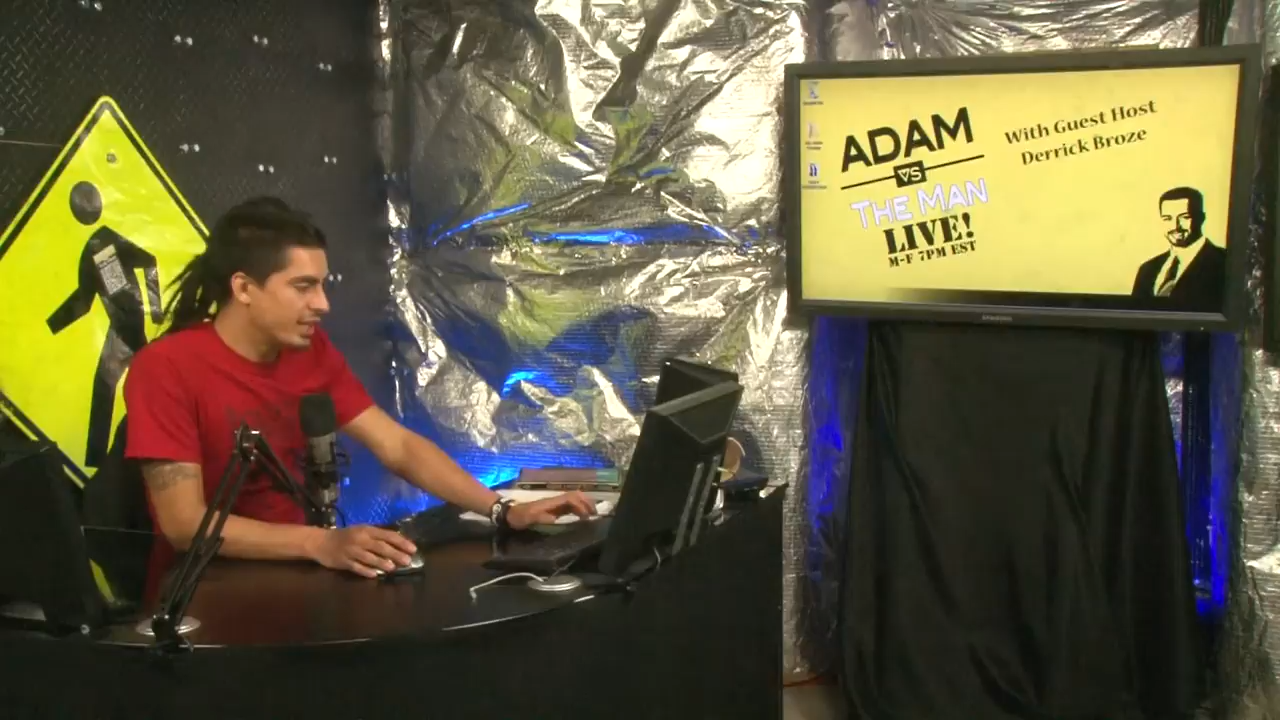 ADAM
VS
THE MAN
LIVE!
M-F 7PM EST
With Guest Host
Derrick Broze